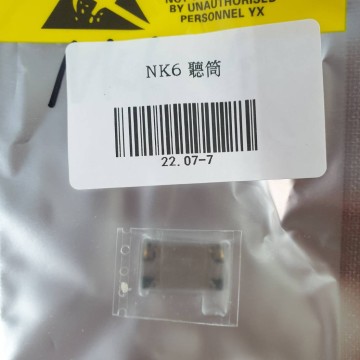 BY UNAUTHORISED
PERSONNEL YX
NK6 聽筒
22.07-7